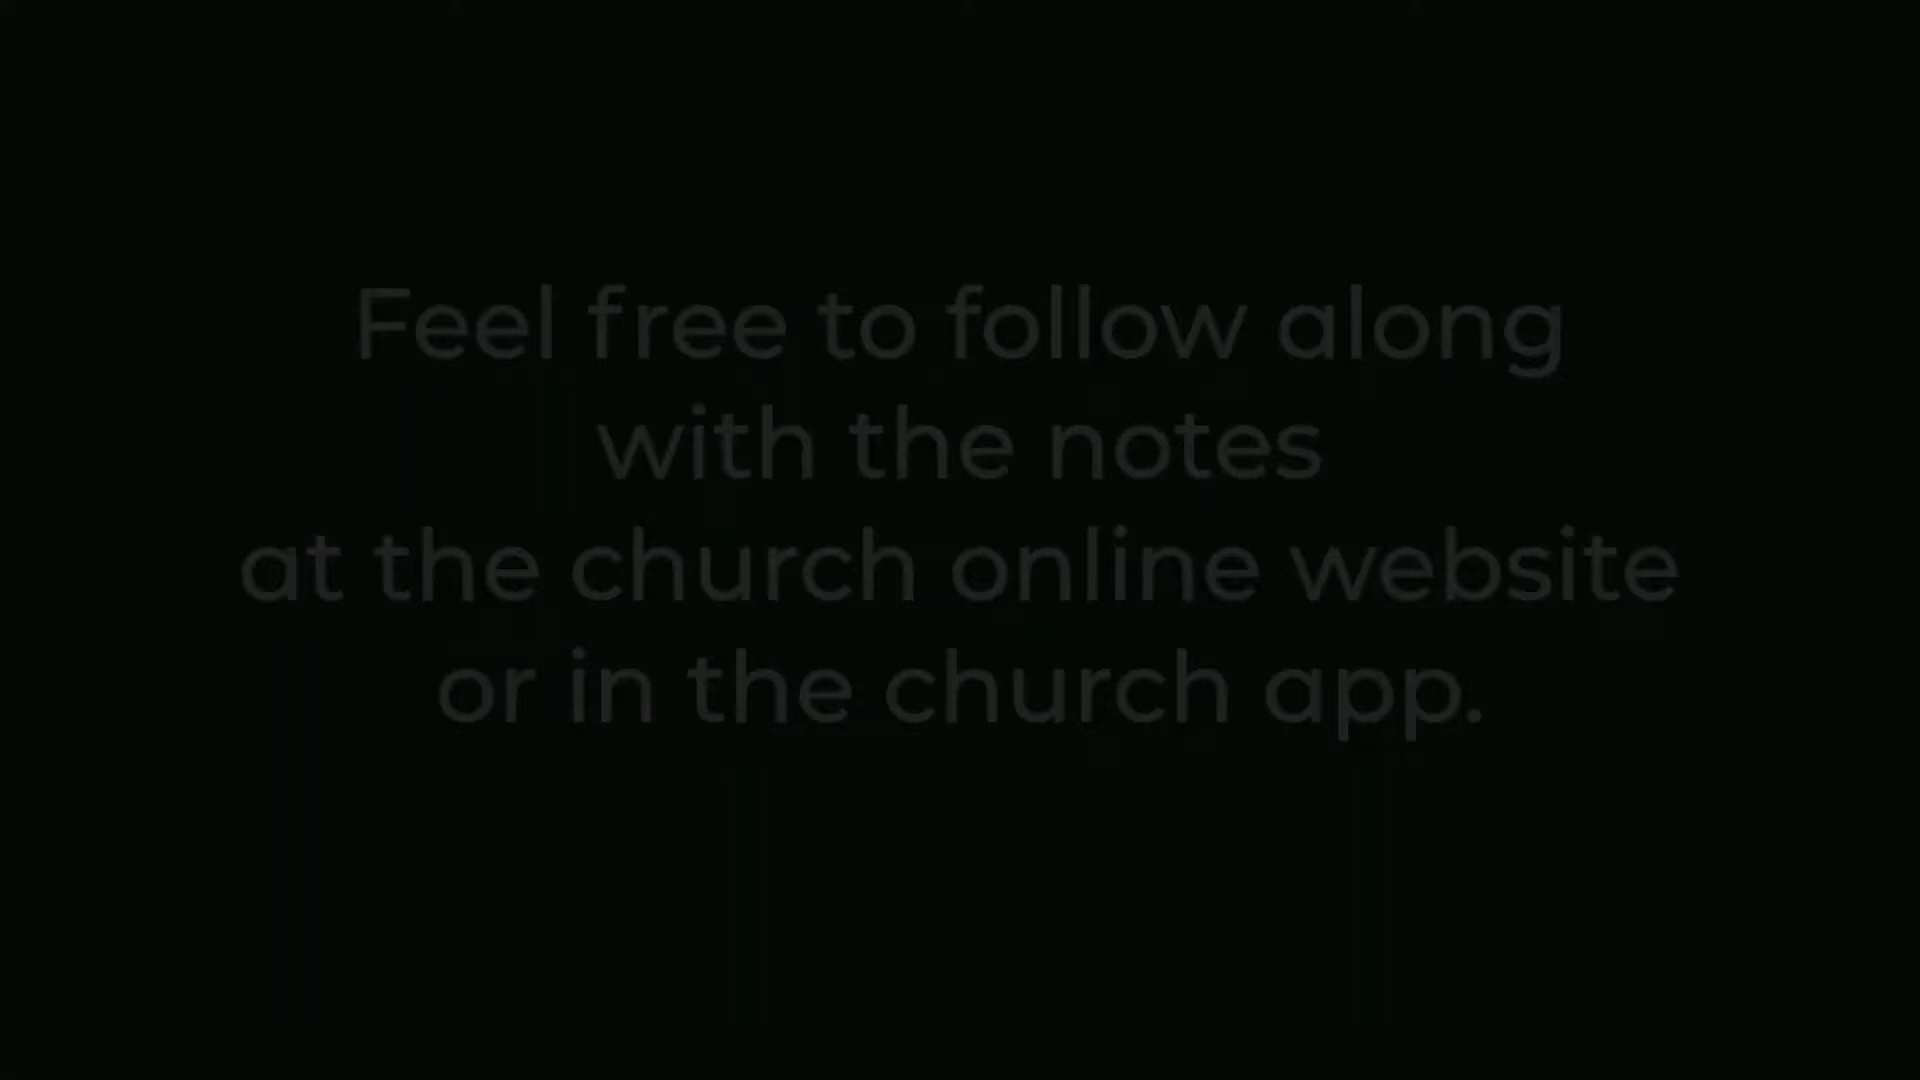 Feel free to follow along
with the notes
at the church online website
or in the church app.